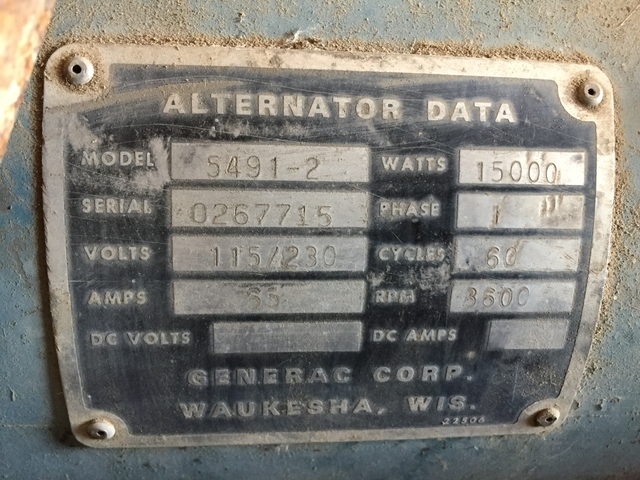 ALTERNATOR DATA
MODEL 5491-2 WATTS 15000
SERIAL 0267715 PHASE 1
VOLTS 115/230 CYCLES 60
AMPS 65 RPM 3600
DC VOLTS DC AMPS
GENERAC CORP.
WAUKESHA, WIS.
22506